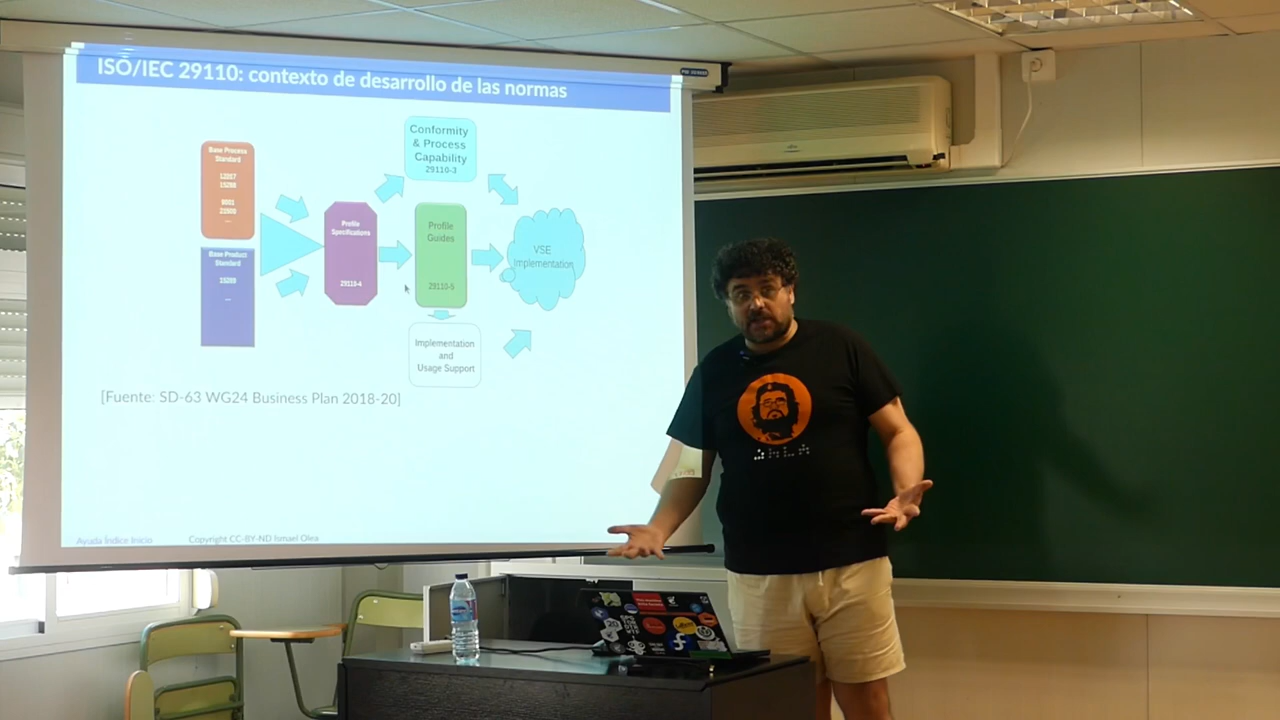 ISO/IEC 29110: contexto de desarrollo de las normas
Conformity
& Process
Capability
29110-3
Base Process
Standard
12207
15288
9001
...
Profile
Specifications
29110-4
Profile
Guides
29110-5
VSE
Implementation
Base Product
Standard
15289
...
Implementation
and
Usage Support
[Fuente: SD-63 WG24 Business Plan 2018-20]
Ayuda Índice Inicio
Copyright CC-BY-ND Ismael Olea